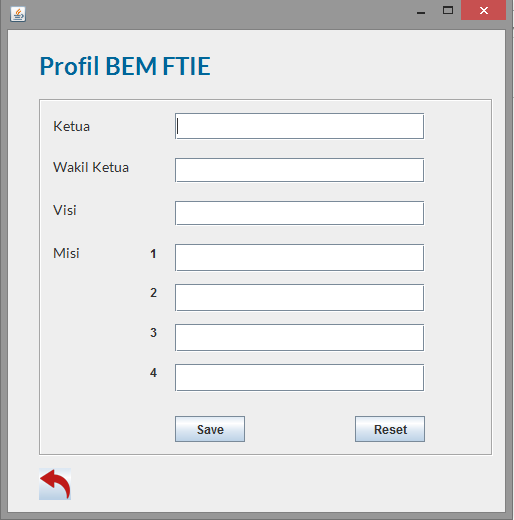 Profil BEM FTIE
Ketua
Wakil Ketua
Visi
Misi 1
2
3
4
Save Reset